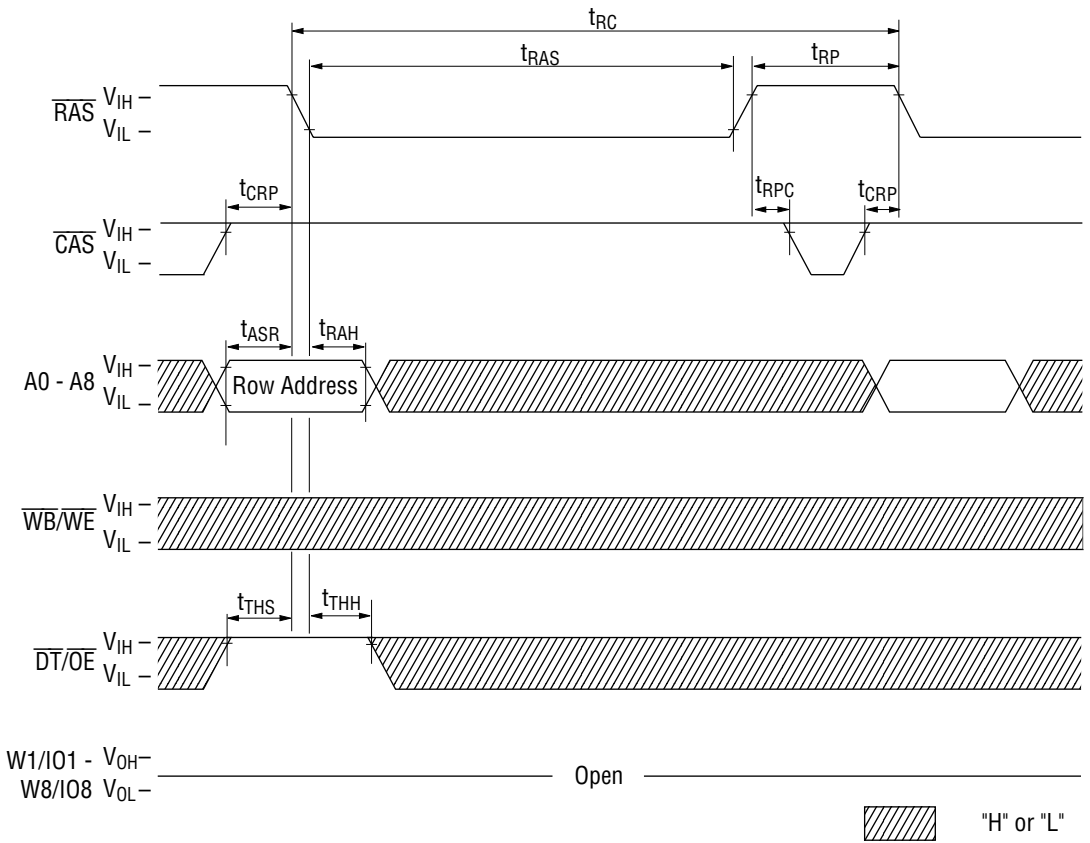 tRC
tRAS
tRP
RAS VIH –
VIL –
tCRP
tRPC
tCRP
CAS VIH –
VIL –
tASR
tRAH
A0 - A8 VIH –
VIL –
Row Address
WB/WE VIH –
VIL –
tTHS
tTHH
DT/OE VIH –
VIL –
W1/IO1 - VOH –
W8/IO8 VOL –
Open
"H" or "L"